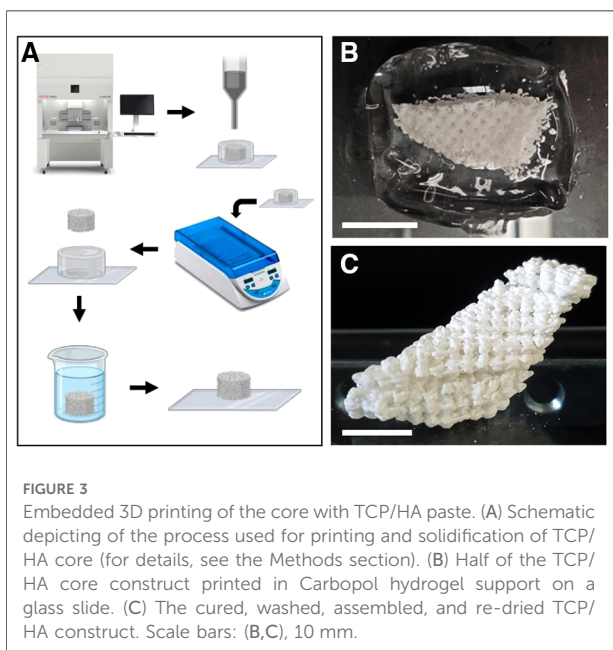 A
B
C
FIGURE 3
Embedded 3D printing of the core with TCP/HA paste. (A) Schematic
depicting of the process used for printing and solidification of TCP/
HA core (for details, see the Methods section). (B) Half of the TCP/
HA core construct printed in Carbopol hydrogel support on a
glass slide. (C) The cured, washed, assembled, and re-dried TCP/
HA construct. Scale bars: (B,C), 10 mm.